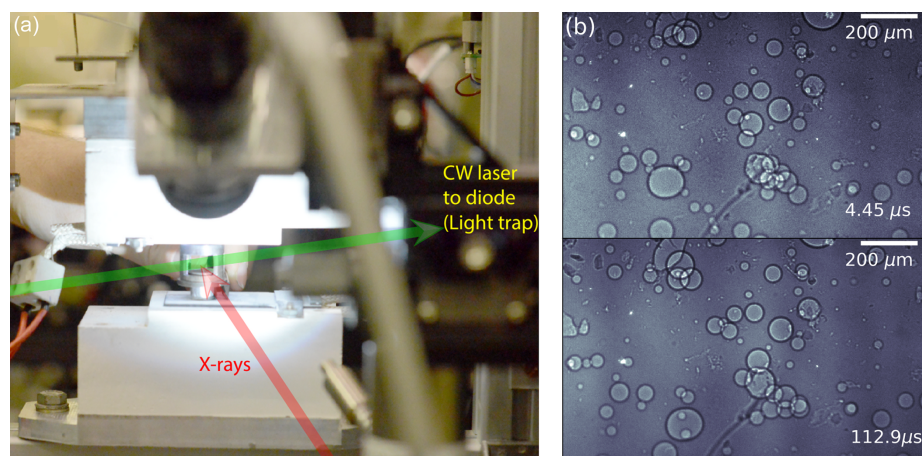 (a)
CW laser
to diode
(Light trap)
X-rays
(b)
200 μm
4.45 μs
200 μm
112.9μs